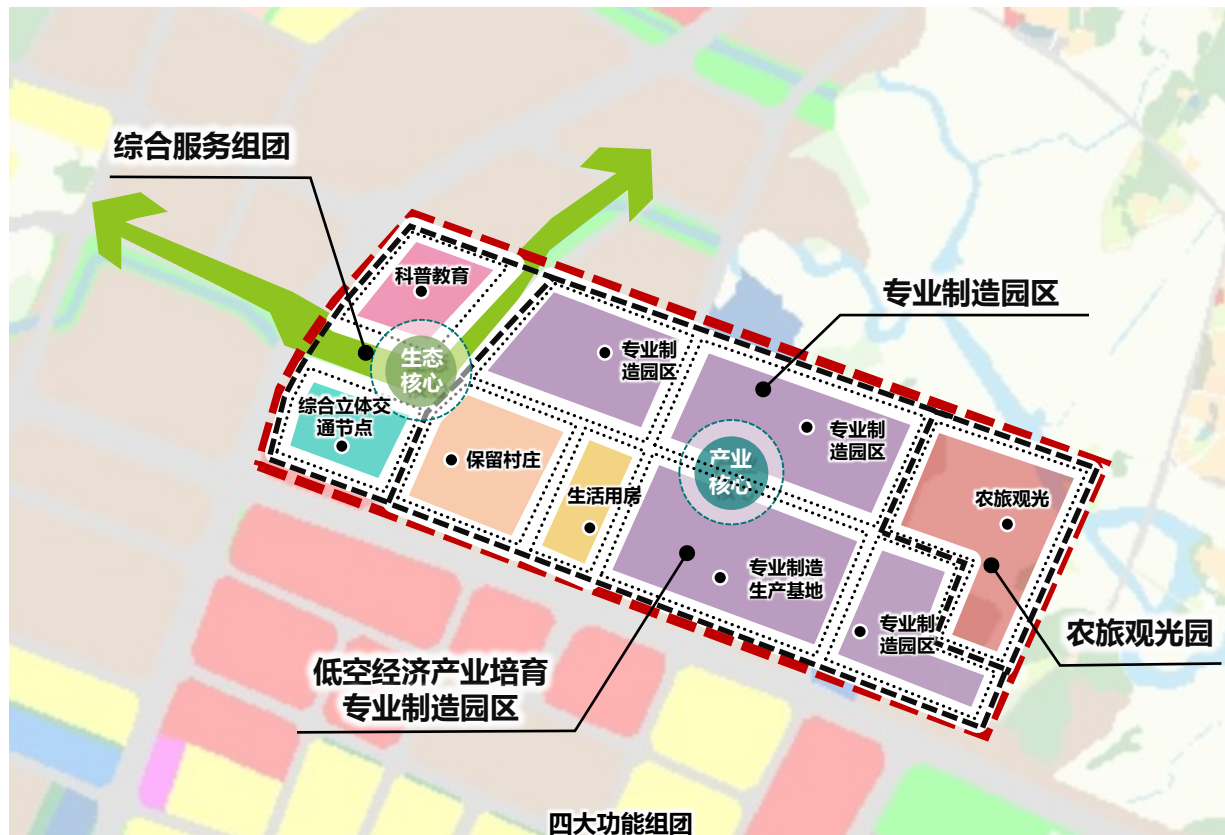 综合服务组团
科普教育
专业制造园区
生态
核心
专业制
造园区
综合立体交
通节点
专业制
造园区
保留村庄
产业
核心
生活用房
农旅观光
专业制造
生产基地
专业制
造园区
农旅观光园
低空经济产业培育
专业制造园区
四大功能组团